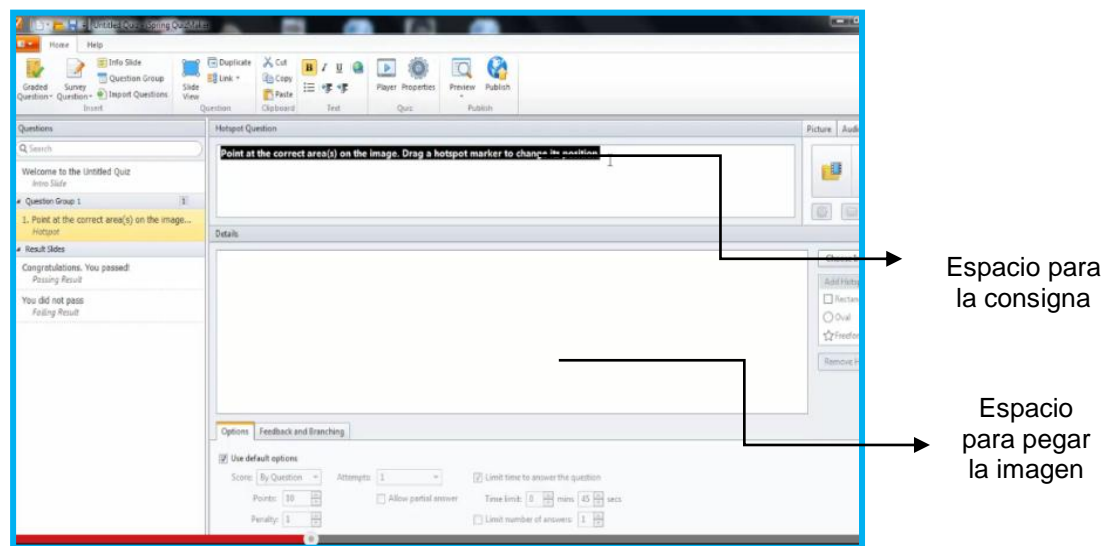 Untitled Quiz - iSpring QuizMaker
Home Help
Graded Question
Survey Question
Info Slide
Question Group
Import Questions
Slide View
Duplicate
Link
Cut
Copy
Paste
B I U
Player Properties
Preview Publish
Insert Question Clipboard Text Quiz Publish
Questions
Search
Welcome to the Untitled Quiz
Intro Slide
Question Group 1 1
1. Point at the correct area(s) on the image...
Hotspot
Result Slides
Congratulations. You passed!
Passing Result
You did not pass
Failing Result
Hotspot Question
Point at the correct area(s) on the image. Drag a hotspot marker to change its position.
Picture
Details
Oval
Options Feedback and Branching
Use default options
Score: By Question Attempts: 1 Limit time to answer the question
Points: 10 Allow partial answer Time limit: 0 mins 45 secs
Penalty: 1 Limit number of answers 1
Espacio para
la consigna
Espacio
para pegar
la imagen